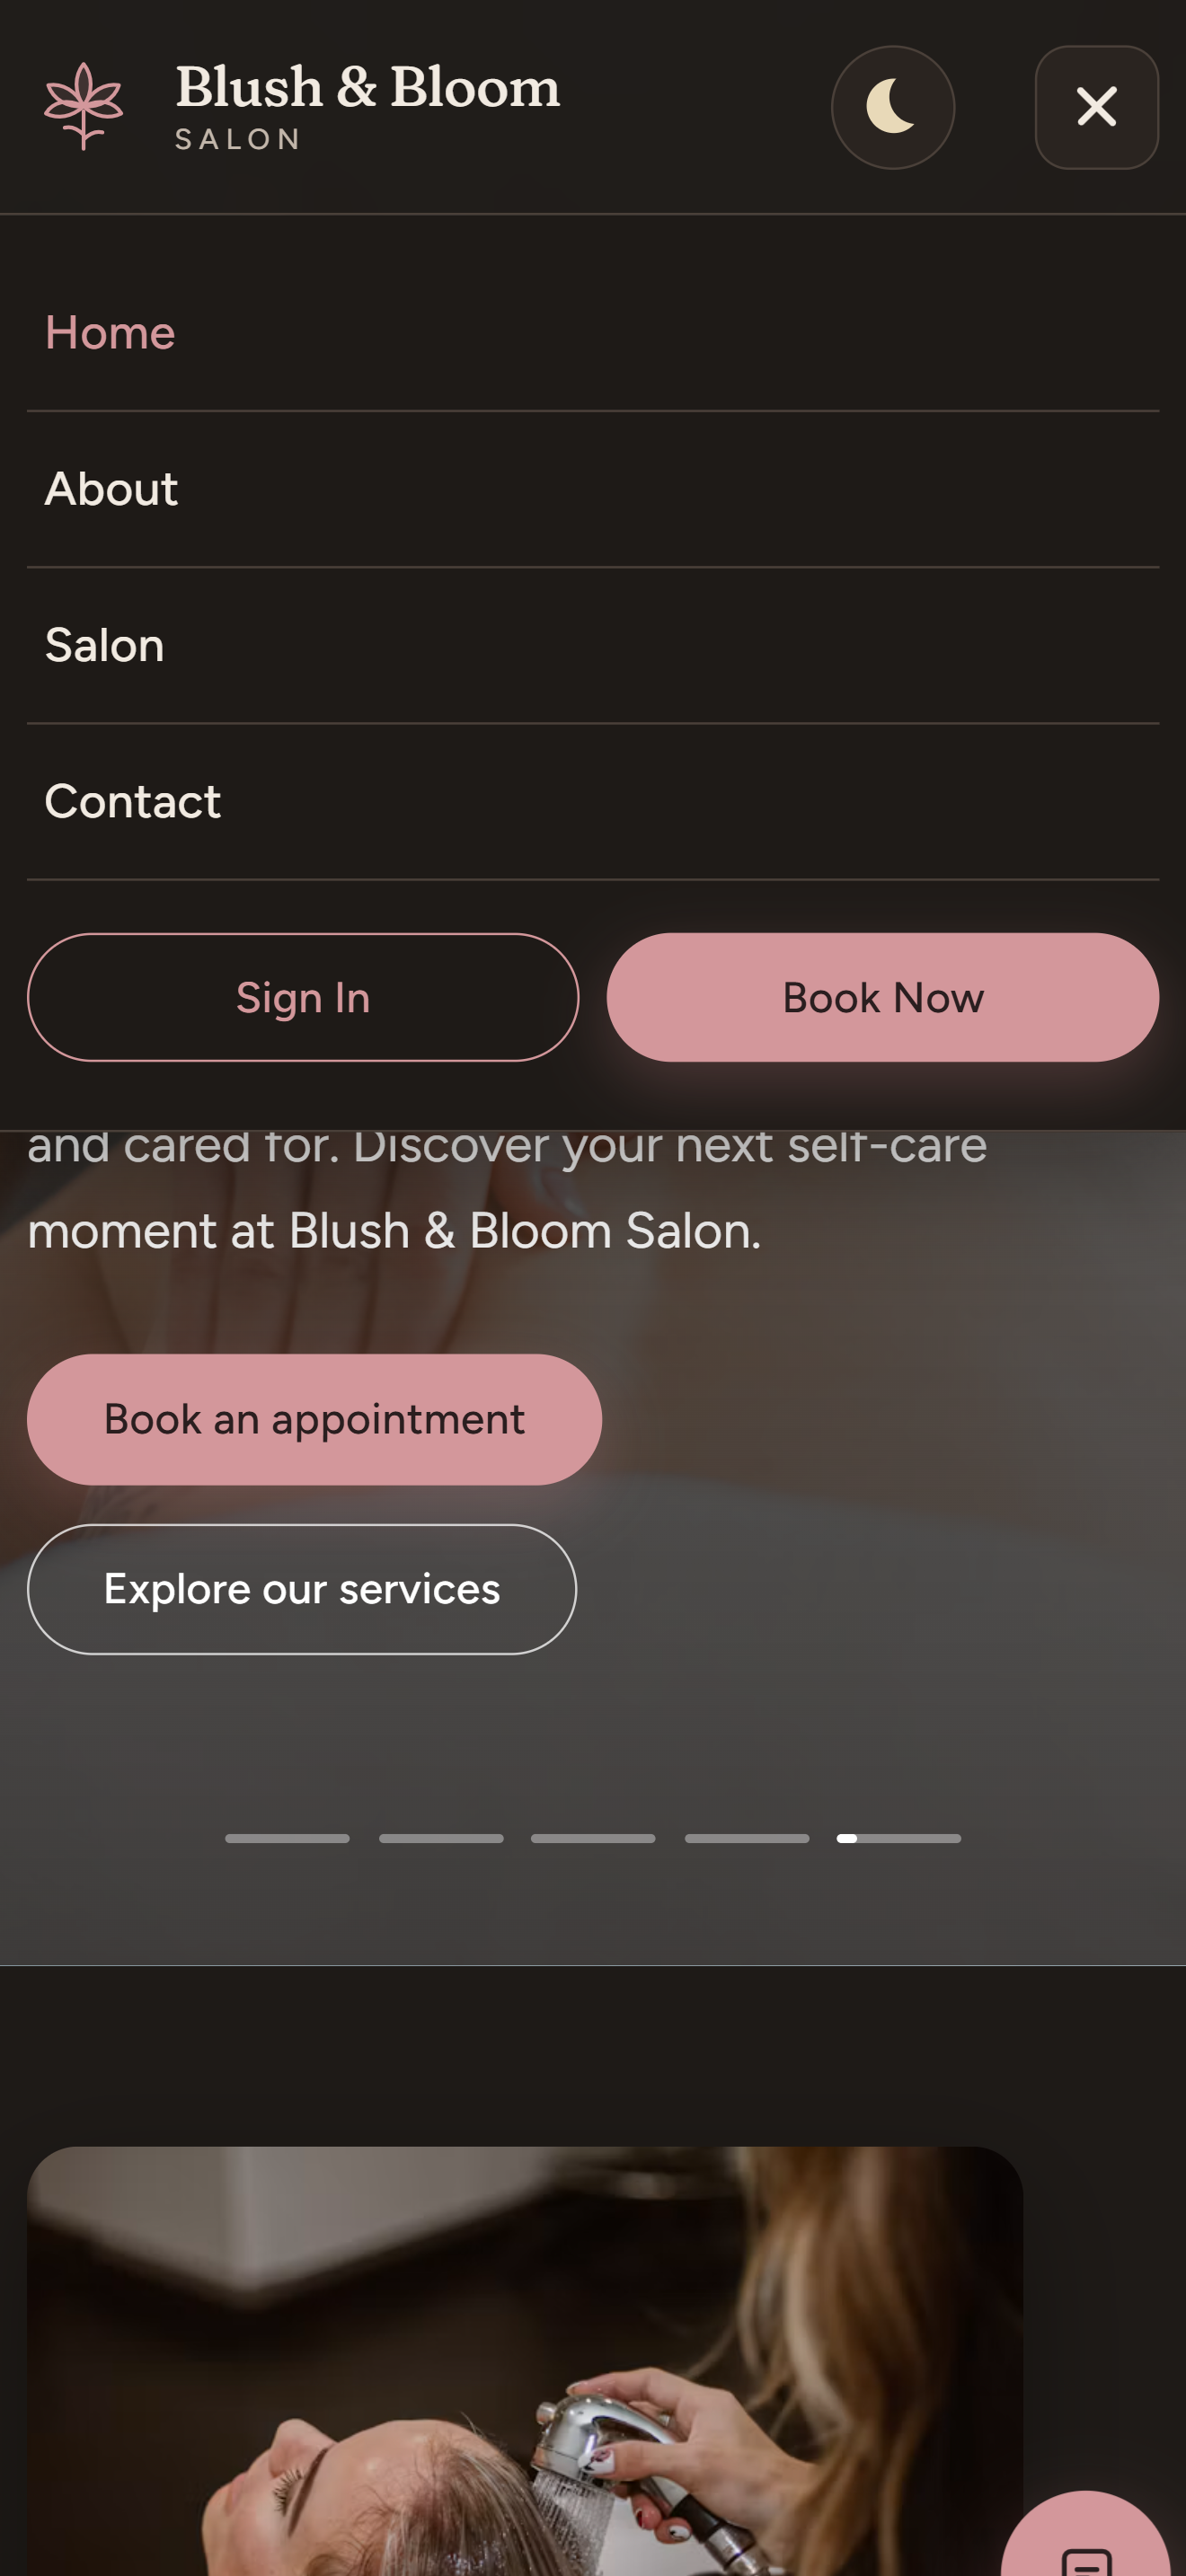 Blush & Bloom
SALON
Home
About
Salon
Contact
Sign In
Book Now
and cared for. Discover your next self-care
moment at Blush & Bloom Salon.
Book an appointment
Explore our services